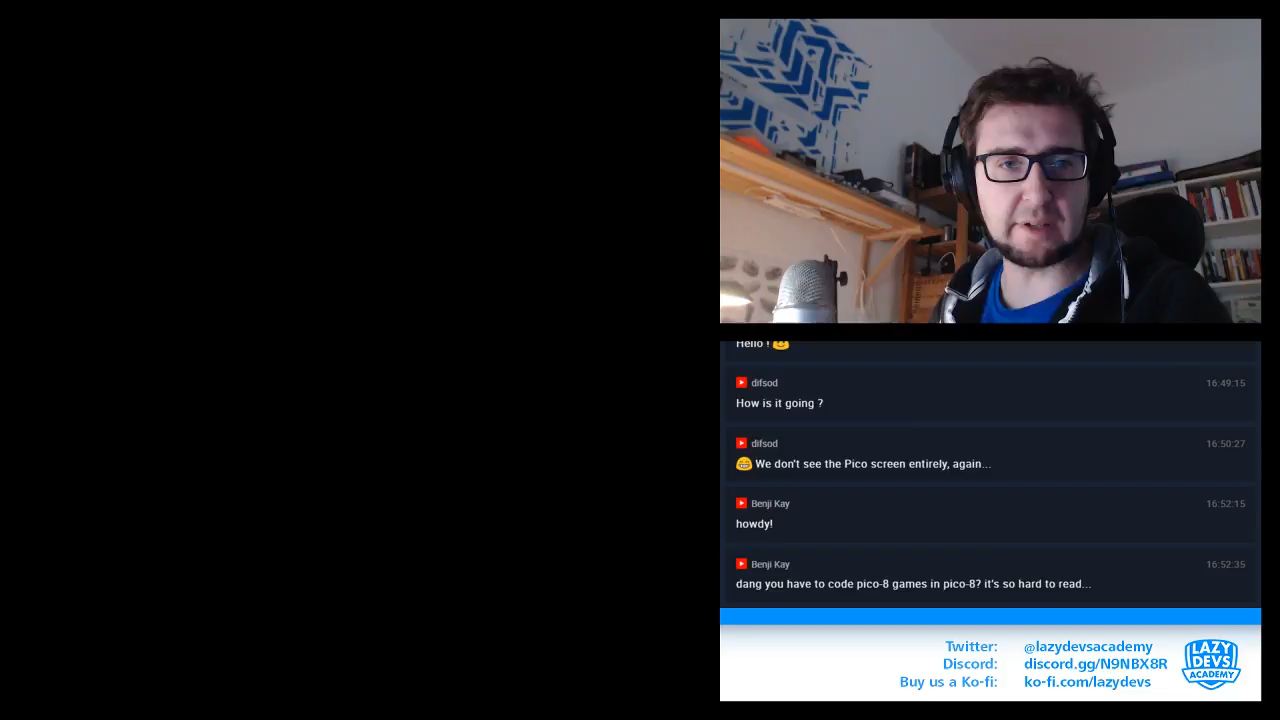 Hello !
difsod 16:49:15
How is it going ?
difsod 16:50:27
We don't see the Pico screen entirely, again...
Benji Kay 16:52:15
howdy!
Benji Kay 16:52:35
dang you have to code pico-8 games in pico-8? it's so hard to read...
Twitter: @lazydevsacademy
Discord: discord.gg/N9NBX8R
Buy us a Ko-fi: ko-fi.com/lazydevs
LAZY
DEVS
ACADEMY